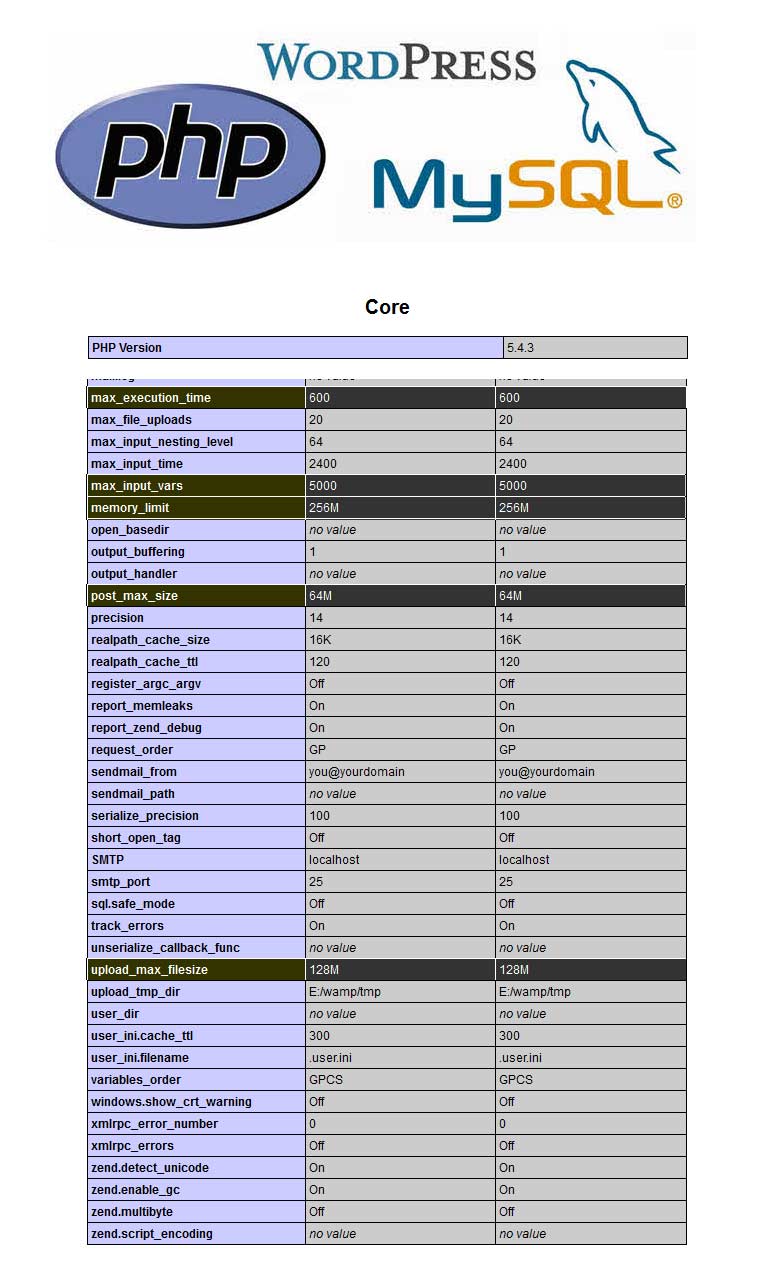 WORDPRESS
php
MySQL®
Core
PHP Version 5.4.3
max_execution_time 600 600
max_file_uploads 20 20
max_input_nesting_level 64 64
max_input_time 2400 2400
max_input_vars 5000 5000
memory_limit 256M 256M
open_basedir no value no value
output_buffering 1 1
output_handler no value no value
post_max_size 64M 64M
precision 14 14
realpath_cache_size 16K 16K
realpath_cache_ttl 120 120
register_argc_argv Off Off
report_memleaks On On
report_zend_debug On On
request_order GP GP
sendmail_from you@yourdomain you@yourdomain
sendmail_path no value no value
serialize_precision 100 100
short_open_tag Off Off
SMTP localhost localhost
smtp_port 25 25
sql.safe_mode Off Off
track_errors On On
unserialize_callback_func no value no value
upload_max_filesize 128M 128M
upload_tmp_dir E:/wamp/tmp E:/wamp/tmp
user_dir no value no value
user_ini.cache_ttl 300 300
user_ini.filename .user.ini .user.ini
variables_order GPCS GPCS
windows.show_crt_warning Off Off
xmlrpc_error_number 0 0
xmlrpc_errors Off Off
zend.detect_unicode On On
zend.enable_gc On On
zend.multibyte Off Off
zend.script_encoding no value no value